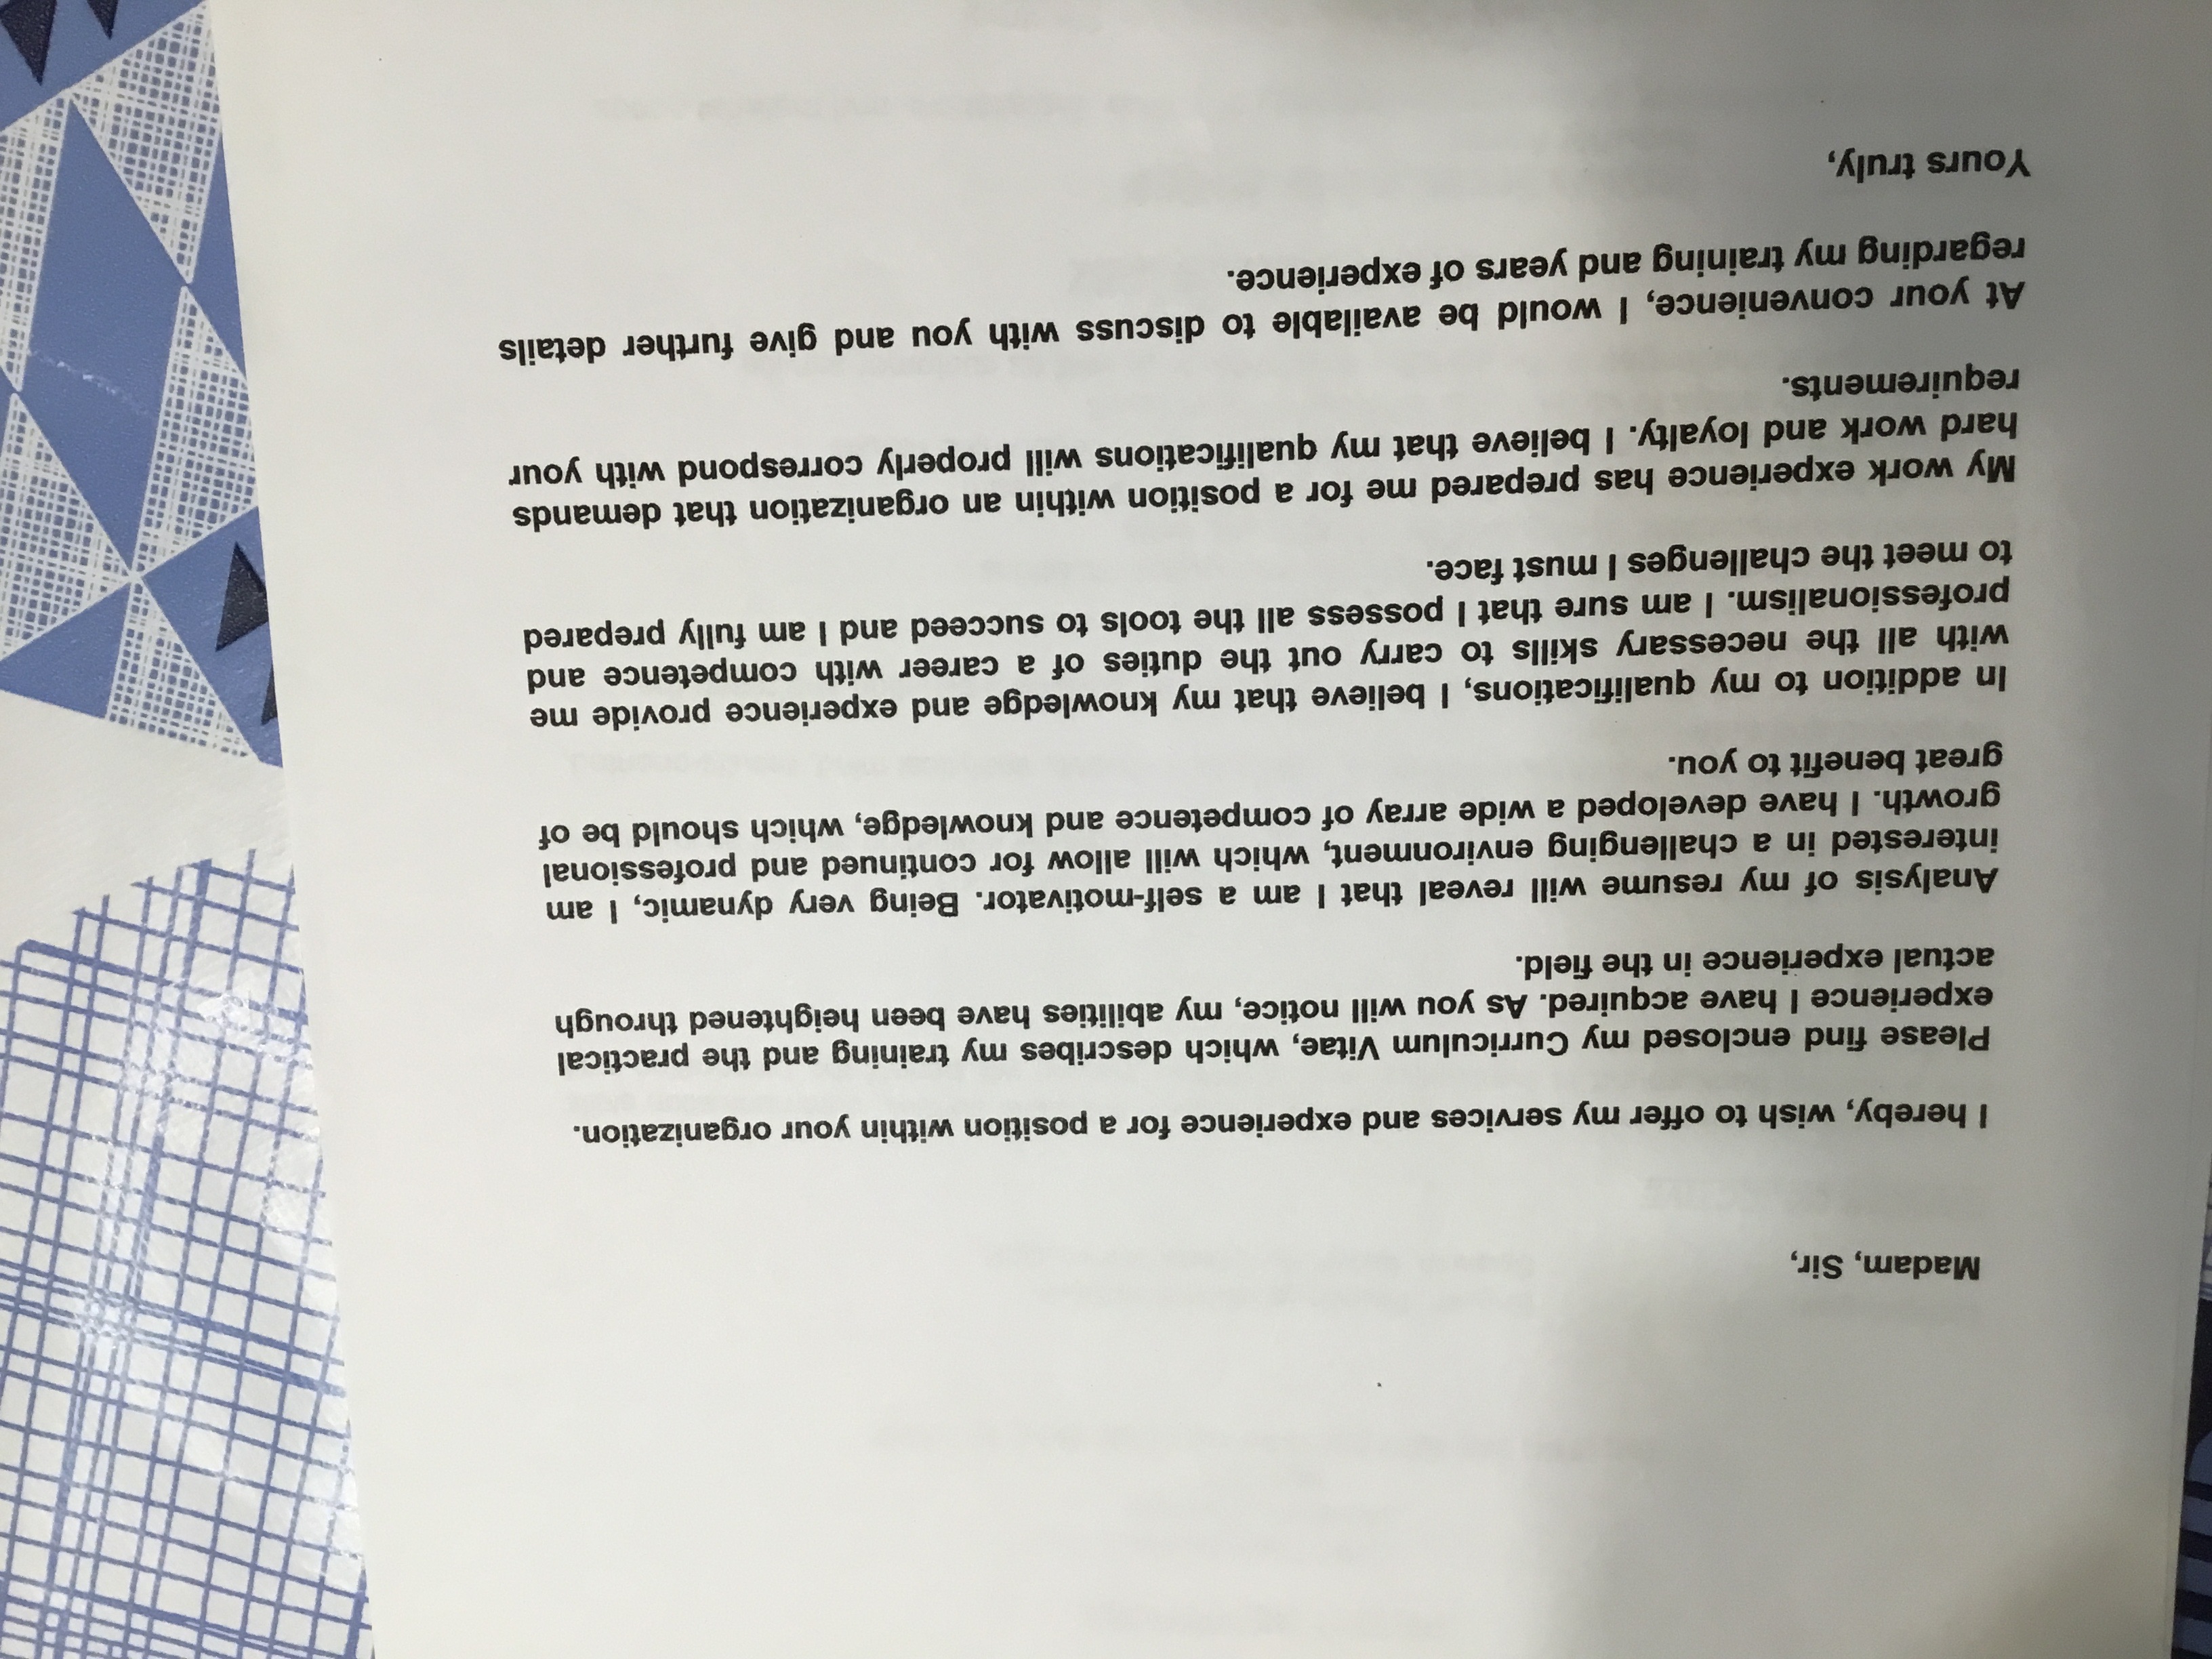 Madam, Sir,
I hereby, wish to offer my services and experience for a position within your organization.
Please find enclosed my Curriculum Vitae, which describes my training and the practical
experience I have acquired. As you will notice, my abilities have been heightened through
actual experience in the field.
Analysis of my resume will reveal that I am a self-motivator. Being very dynamic, I am
interested in a challenging environment, which will allow for continued and professional
growth. I have developed a wide array of competence and knowledge, which should be of
great benefit to you.
In addition to my qualifications, I believe that my knowledge and experience provide me
with all the necessary skills to carry out the duties of a career with competence and
professionalism. I am sure that I possess all the tools to succeed and I am fully prepared
to meet the challenges I must face.
My work experience has prepared me for a position within an organization that demands
hard work and loyalty. I believe that my qualifications will properly correspond with your
requirements.
At your convenience, I would be available to discuss with you and give further details
regarding my training and years of experience.
Yours truly,